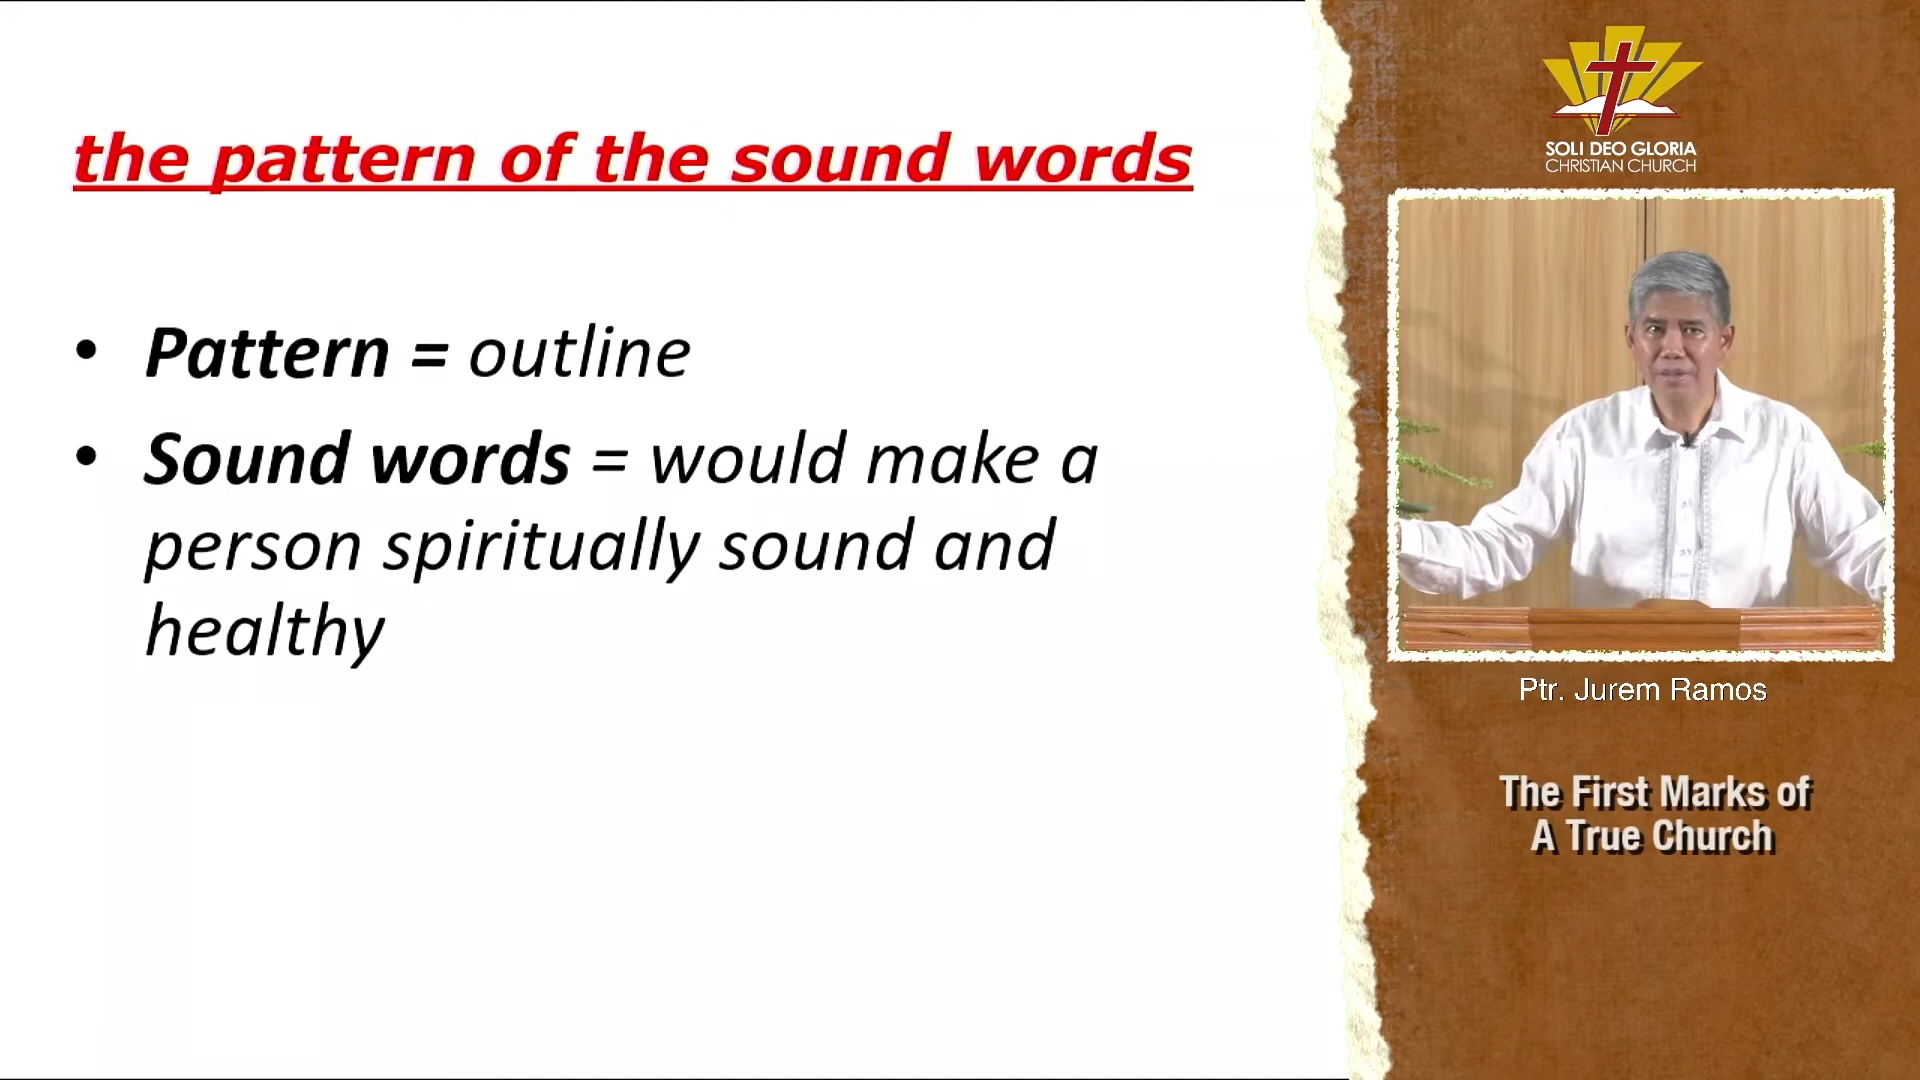 the pattern of the sound words
• Pattern = outline
• Sound words = would make a
person spiritually sound and
healthy
SOLI DEO GLORIA
CHRISTIAN CHURCH
Ptr. Jurem Ramos
The First Marks of
A True Church